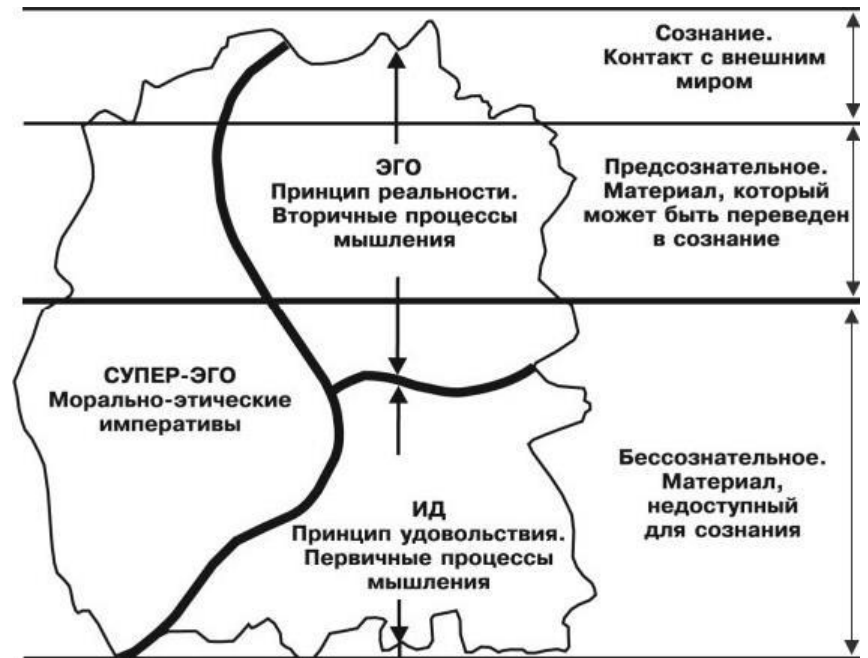 Сознание.
Контакт с внешним
миром
ЭГО
Принцип реальности.
Вторичные процессы
мышления
Предсознательное.
Материал, который
может быть переведен
в сознание
СУПЕР-ЭГО
Морально-этические
императивы
Бессознательное.
Материал,
недоступный
для сознания
ИД
Принцип удовольствия.
Первичные процессы
мышления